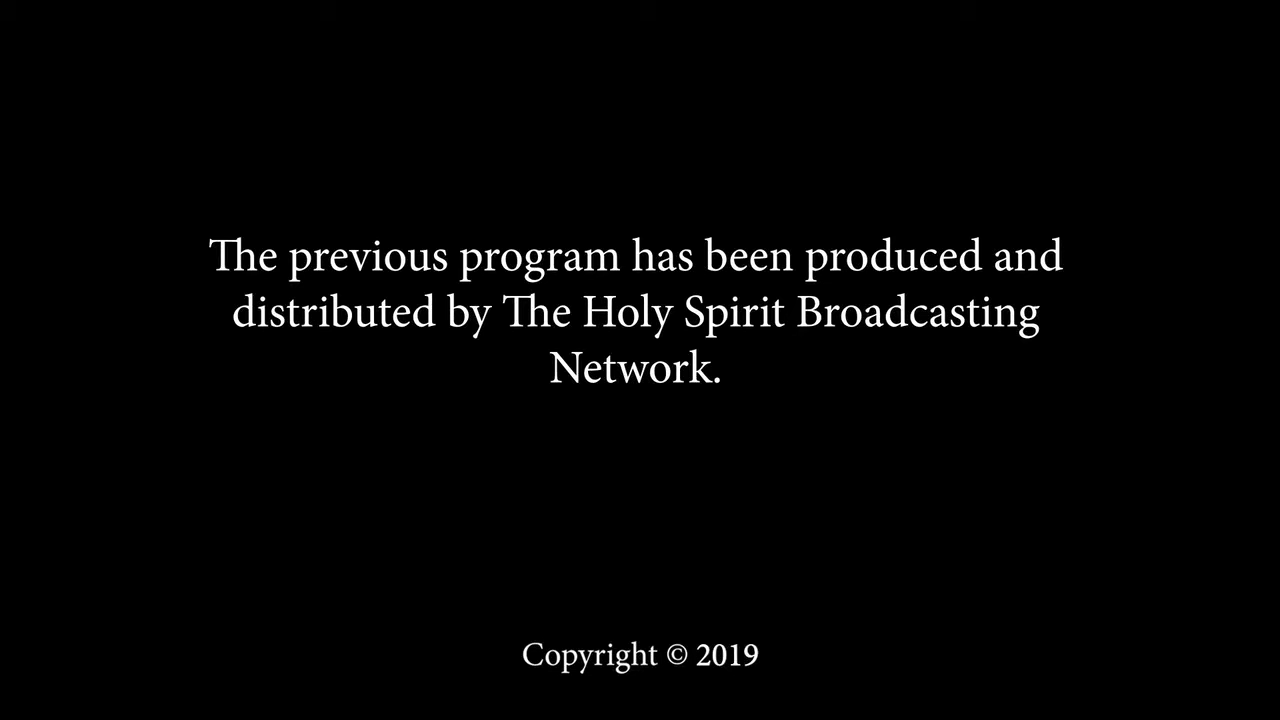 The previous program has been produced and
distributed by The Holy Spirit Broadcasting
Network.
Copyright © 2019